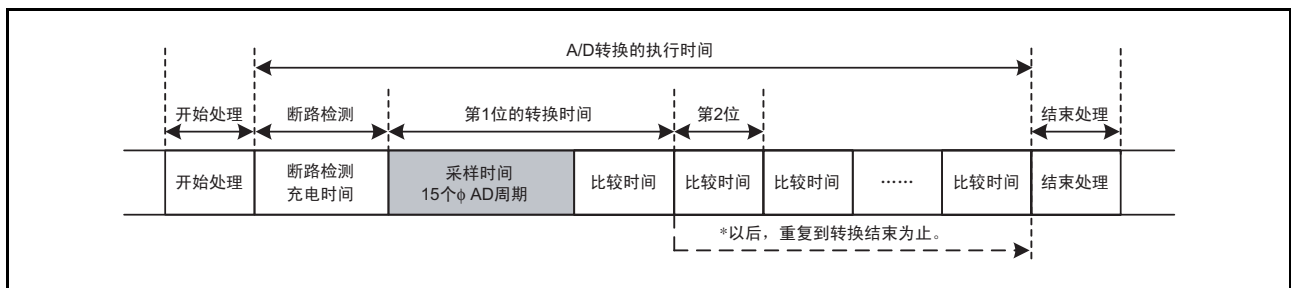 A/D转换的执行时间
开始处理 断路检测 第1位的转换时间 第2位 结束处理
开始处理 断路检测 充电时间 采样时间 15个φ AD周期 比较时间 比较时间 比较时间 …… 比较时间 结束处理
*以后，重复到转换结束为止。